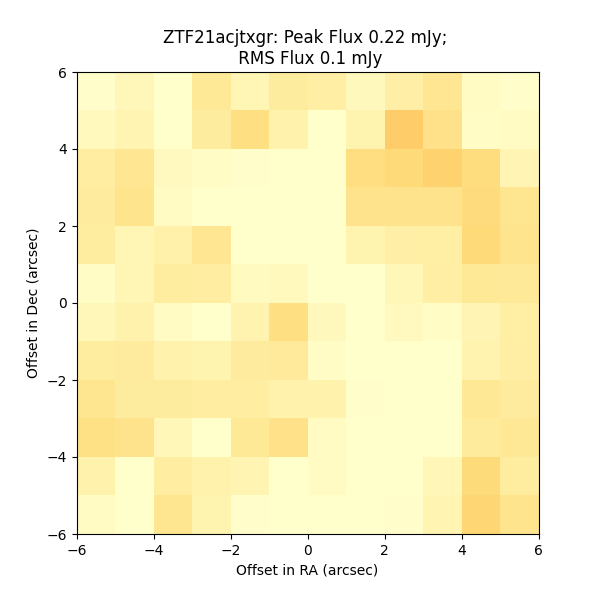 ZTF21acjtxgr: Peak Flux 0.22 mJy;
RMS Flux 0.1 mJy
6
4
2
0
−2
−4
−6
Offset in Dec (arcsec)
−6 −4 −2 0 2 4 6
Offset in RA (arcsec)